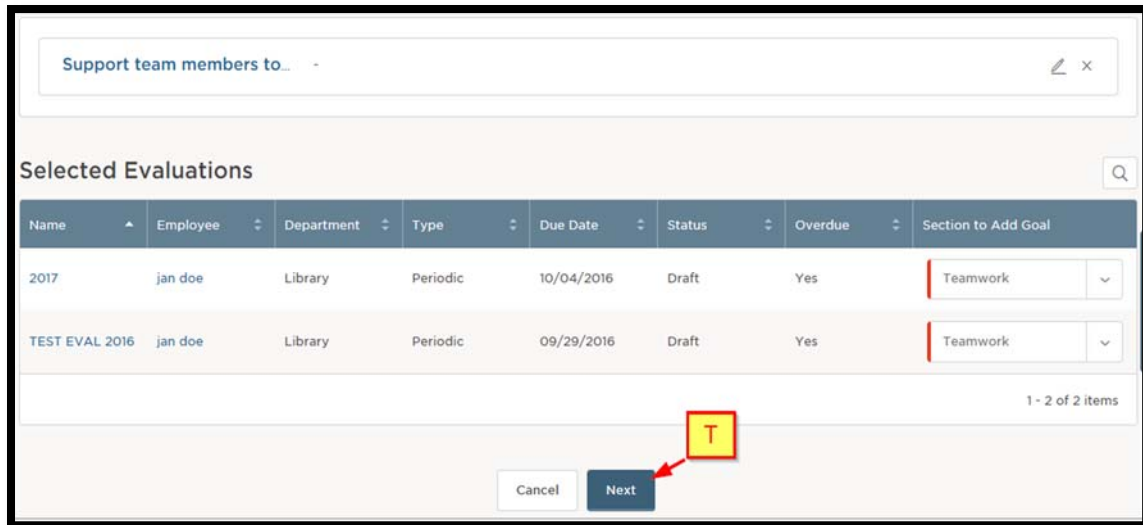 Support team members to... -
Selected Evaluations
Name Employee Department Type Due Date Status Overdue Section to Add Goal
2017 jan doe Library Periodic 10/04/2016 Draft Yes Teamwork
TEST EVAL 2016 jan doe Library Periodic 09/29/2016 Draft Yes Teamwork
1 - 2 of 2 items
T
Cancel Next